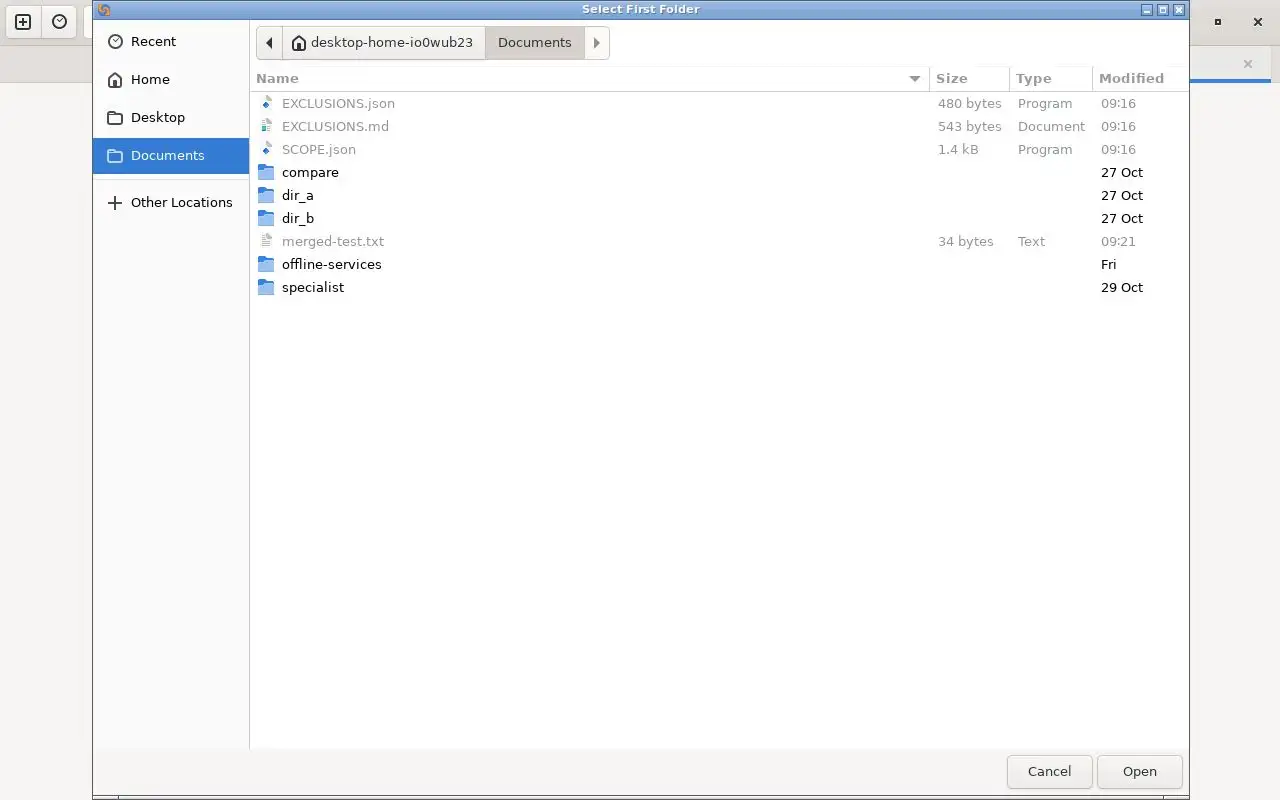 Select First Folder
Recent
Home
Desktop
Documents
Other Locations
desktop-home-io0wub23 Documents
Name Size Type Modified
EXCLUSIONS.json 480 bytes Program 09:16
EXCLUSIONS.md 543 bytes Document 09:16
SCOPE.json 1.4 kB Program 09:16
compare 27 Oct
dir_a 27 Oct
dir_b 27 Oct
merged-test.txt 34 bytes Text 09:21
offline-services Fri
specialist 29 Oct
Cancel Open